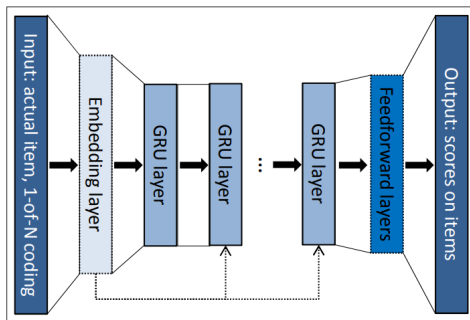 Input: actual item, 1-of-N coding
Embedding layer
GRU layer
GRU layer
...
GRU layer
Feedforward layers
Output: scores on items